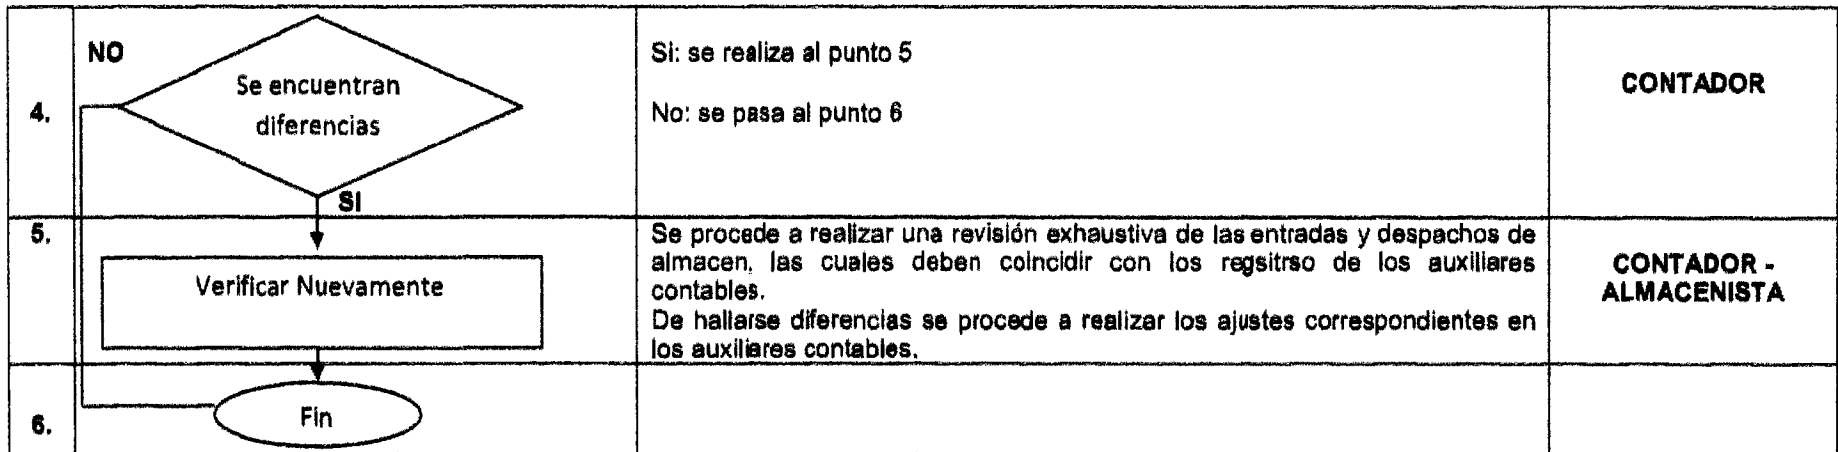 NO
4.
Se encuentran
diferencias
SI
Si: se realiza al punto 5
No: se pasa al punto 6
CONTADOR
5.
Verificar Nuevamente
Se procede a realizar una revisión exhaustiva de las entradas y despachos de
almacen, las cuales deben coincidir con los regsitrso de los auxiliares
contables.
De hallarse diferencias se procede a realizar los ajustes correspondientes en
los auxiliares contables.
CONTADOR -
ALMACENISTA
6.
Fin